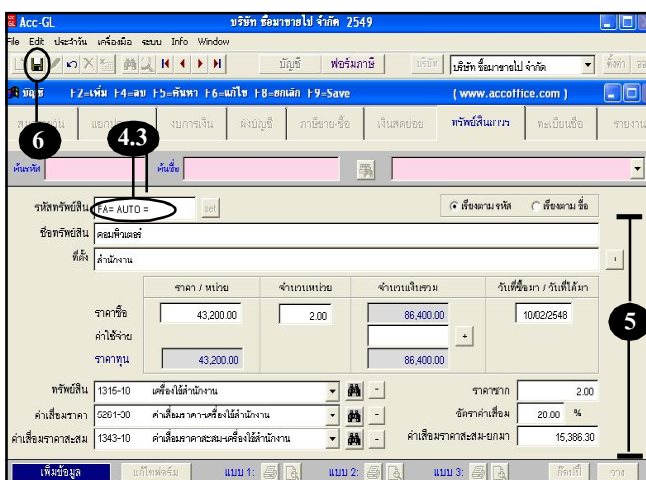 Acc-GL บริษัท ซื้อมาขายไป จำกัด 2549
File Edit ประจำวัน เครื่องมือ ระบบ Info Window
บัญชี ฟอร์มภาษี บริษัท บริษัท ซื้อมาขายไป จำกัด ตั้งค่า
บัญชี F2=เพิ่ม F4=ลบ F5=ค้นหา F6=แก้ไข F8=ยกเลิก F9=Save ( www.accoffice.com )
งบการเงิน ผังบัญชี ภาษีขาย-ซื้อ เงินสดย่อย ทรัพย์สินถาวร ทะเบียนชื่อ รายงาน
6 4.3
ค้นรหัส ค้นชื่อ
รหัสทรัพย์สิน FA= AUTO = set เรียงตาม รหัส เรียงตาม ชื่อ
ชื่อทรัพย์สิน คอมพิวเตอร์
ที่ตั้ง สำนักงาน
ราคา / หน่วย จำนวนหน่วย จำนวนเงินรวม วันที่ซื้อมา / วันที่ได้มา
ราคาซื้อ 43,200.00 2.00 86,400.00 10/02/2548 5
ค่าใช้จ่าย +
ราคาทุน 43,200.00 86,400.00
ทรัพย์สิน 1315-10 เครื่องใช้สำนักงาน - ราคาซาก 2.00
ค่าเสื่อมราคา 5261-00 ค่าเสื่อมราคา-เครื่องใช้สำนักงาน - อัตราค่าเสื่อม 20.00 %
ค่าเสื่อมราคาสะสม 1343-10 ค่าเสื่อมราคาสะสม-เครื่องใช้สำนักงาน - ค่าเสื่อมราคาสะสม-ยกมา 15,386.30
เพิ่มข้อมูล แก้ไขฟอร์ม แบบ 1: แบบ 2: แบบ 3: ก๊อปปี้ วาง